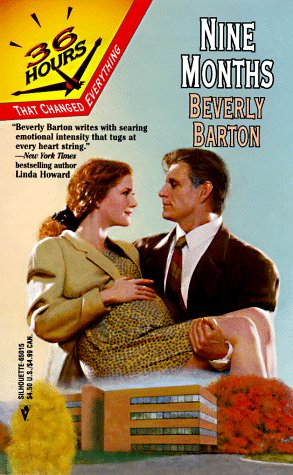 36
HOURS
THAT CHANGED EVERYTHING
NINE
MONTHS
BEVERLY
BARTON
"Beverly Barton writes with searing
emotional intensity that tugs at
every heart string."
—New York Times
bestselling author
Linda Howard
SILHOUETTE-65015
$4.50 U.S./$4.99 CAN.